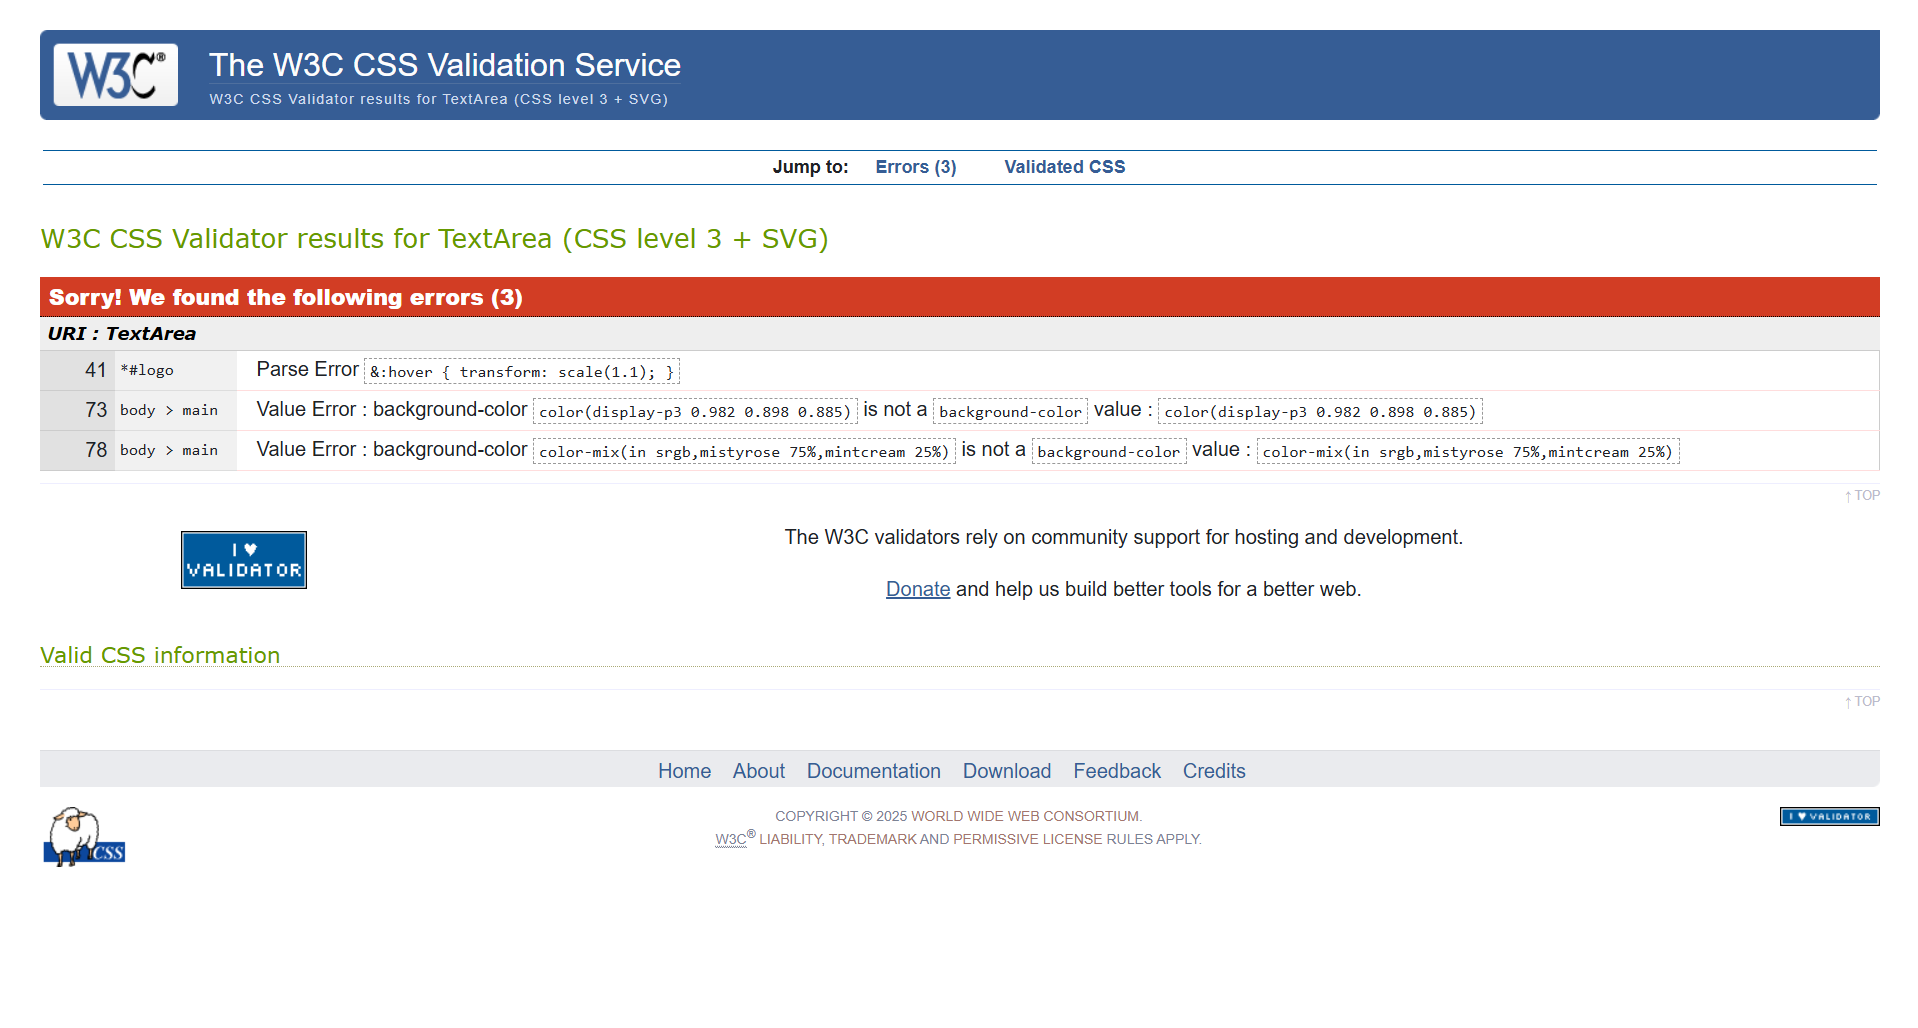 W3C®
The W3C CSS Validation Service
W3C CSS Validator results for TextArea (CSS level 3 + SVG)
Jump to: Errors (3) Validated CSS
W3C CSS Validator results for TextArea (CSS level 3 + SVG)
Sorry! We found the following errors (3)
URI : TextArea
41 *#logo Parse Error &:hover { transform: scale(1.1); }
73 body > main Value Error : background-color color(display-p3 0.982 0.898 0.885) is not a background-color value : color(display-p3 0.982 0.898 0.885)
78 body > main Value Error : background-color color-mix(in srgb,mistyrose 75%,mintcream 25%) is not a background-color value : color-mix(in srgb,mistyrose 75%,mintcream 25%)
↑ TOP
I ♥
VALIDATOR
The W3C validators rely on community support for hosting and development.
Donate and help us build better tools for a better web.
Valid CSS information
↑ TOP
Home About Documentation Download Feedback Credits
CSS
COPYRIGHT © 2025 WORLD WIDE WEB CONSORTIUM.
W3C® LIABILITY, TRADEMARK AND PERMISSIVE LICENSE RULES APPLY.
I ♥ VALIDATOR